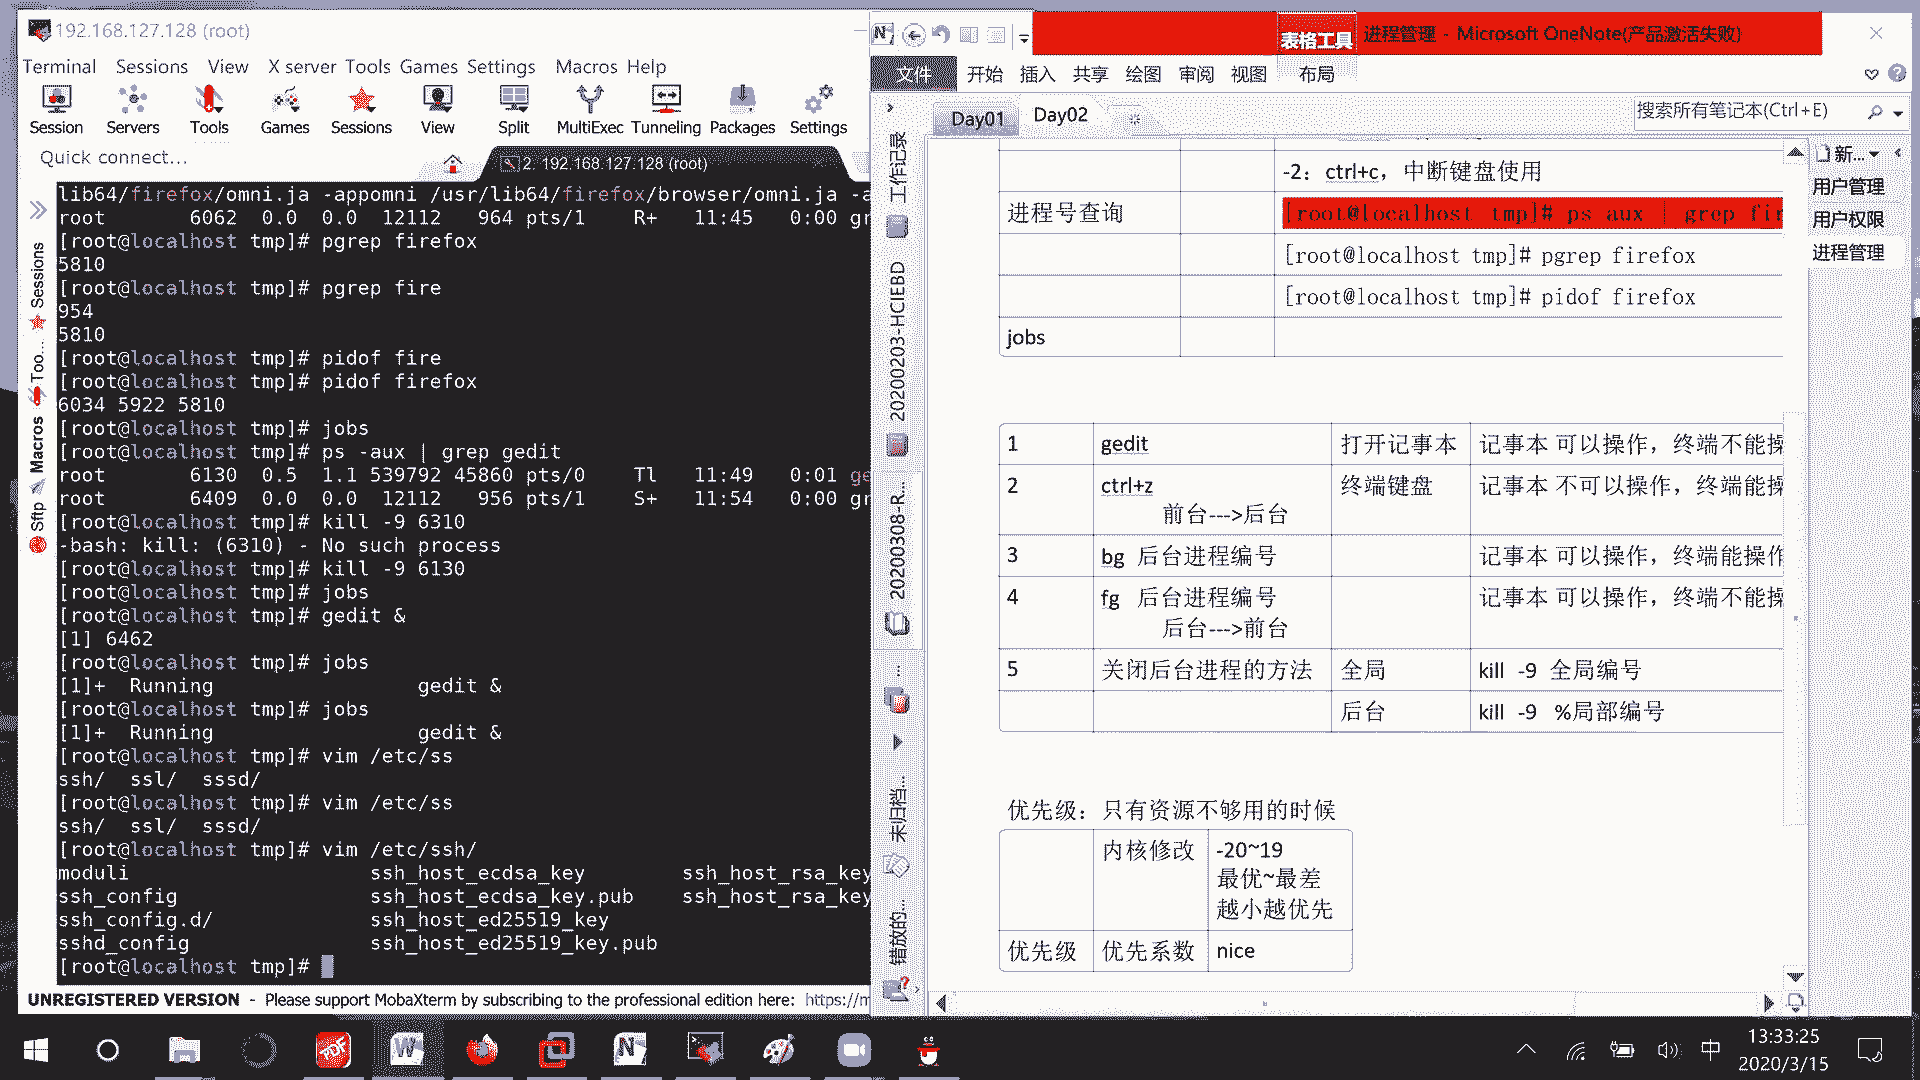 192.168.127.128 (root)
Terminal Sessions View X server Tools Games Settings Macros Help
Session Servers Tools Games Sessions View Split MultiExec Tunneling Packages Settings
Quick connect...
2. 192.168.127.128 (root)
Sessions
Too...
Macros
Sftp
lib64/firefox/omni.ja -appomni /usr/lib64/firefox/browser/omni.ja -a
root 6062 0.0 0.0 12112 964 pts/1 R+ 11:45 0:00 gr
[root@localhost tmp]# pgrep firefox
5810
[root@localhost tmp]# pgrep fire
954
5810
[root@localhost tmp]# pidof fire
[root@localhost tmp]# pidof firefox
6034 5922 5810
[root@localhost tmp]# jobs
[root@localhost tmp]# ps -aux | grep gedit
root 6130 0.5 1.1 539792 45860 pts/0 Tl 11:49 0:01 ge
root 6409 0.0 0.0 12112 956 pts/1 S+ 11:54 0:00 gr
[root@localhost tmp]# kill -9 6310
-bash: kill: (6310) - No such process
[root@localhost tmp]# kill -9 6130
[root@localhost tmp]# jobs
[root@localhost tmp]# gedit &
[1] 6462
[root@localhost tmp]# jobs
[1]+ Running gedit &
[root@localhost tmp]# jobs
[1]+ Running gedit &
[root@localhost tmp]# vim /etc/ss
ssh/ ssl/ sssd/
[root@localhost tmp]# vim /etc/ss
ssh/ ssl/ sssd/
[root@localhost tmp]# vim /etc/ssh/
moduli ssh_host_ecdsa_key ssh_host_rsa_key
ssh_config ssh_host_ecdsa_key.pub ssh_host_rsa_key
ssh_config.d/ ssh_host_ed25519_key
sshd_config ssh_host_ed25519_key.pub
[root@localhost tmp]#
UNREGISTERED VERSION - Please support MobaXterm by subscribing to the professional edition here: https://m
表格工具 进程管理 - Microsoft OneNote(产品激活失败)
文件 开始 插入 共享 绘图 审阅 视图 布局
Day01 Day02 搜索所有笔记本(Ctrl+E)
工作记录
20200203-HCIEBD
20200308-R...
未归档...
错放的...
新...
用户管理
用户权限
进程管理
-2：ctrl+c，中断键盘使用
进程号查询 [root@localhost tmp]# ps aux | grep fir
[root@localhost tmp]# pgrep firefox
[root@localhost tmp]# pidof firefox
jobs
1 gedit 打开记事本 记事本 可以操作，终端不能操
2 ctrl+z 终端键盘 记事本 不可以操作，终端能操
前台--->后台
3 bg 后台进程编号 记事本 可以操作，终端能操作
4 fg 后台进程编号 记事本 可以操作，终端不能操
后台--->前台
5 关闭后台进程的方法 全局 kill -9 全局编号
后台 kill -9 %局部编号
优先级：只有资源不够用的时候
内核修改 -20~19
最优~最差
越小越优先
优先级 优先系数 nice
中
13:33:25
2020/3/15